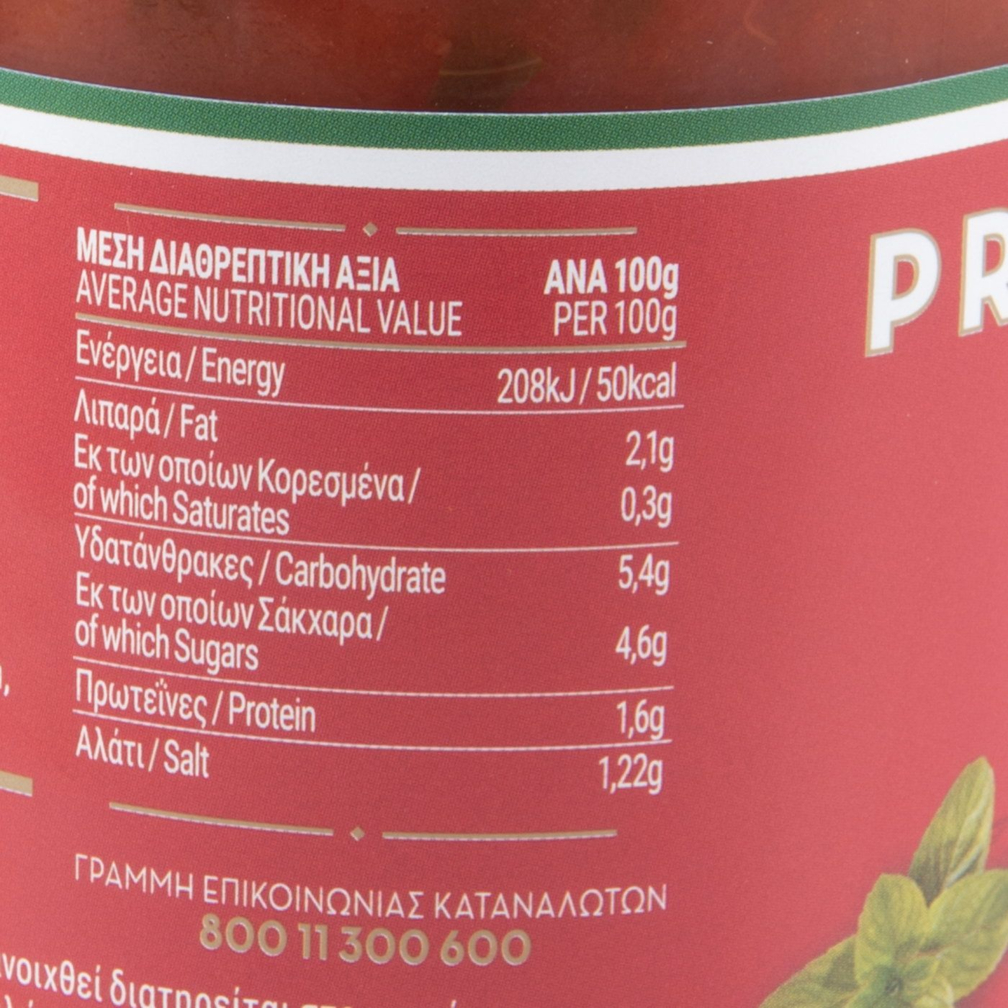 ΜΕΣΗ ΔΙΑΘΡΕΠΤΙΚΗ ΑΞΙΑ ΑΝΑ 100g
AVERAGE NUTRITIONAL VALUE PER 100g
Ενέργεια / Energy 208kJ / 50kcal
Λιπαρά / Fat 2,1g
Εκ των οποίων Κορεσμένα /
of which Saturates 0,3g
Υδατάνθρακες / Carbohydrate 5,4g
Εκ των οποίων Σάκχαρα /
of which Sugars 4,6g
Πρωτεΐνες / Protein 1,6g
Αλάτι / Salt 1,22g
ΓΡΑΜΜΗ ΕΠΙΚΟΙΝΩΝΙΑΣ ΚΑΤΑΝΑΛΩΤΩΝ
800 11 300 600
PR